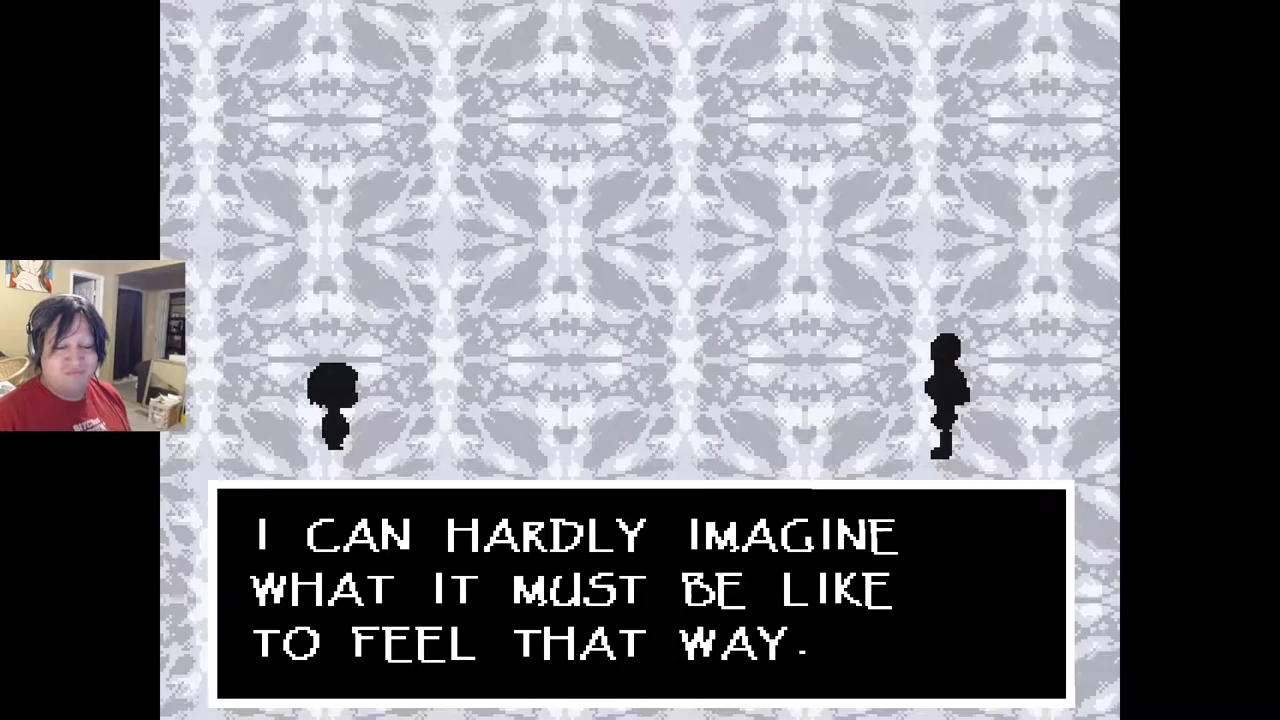 I CAN HARDLY IMAGINE
WHAT IT MUST BE LIKE
TO FEEL THAT WAY.